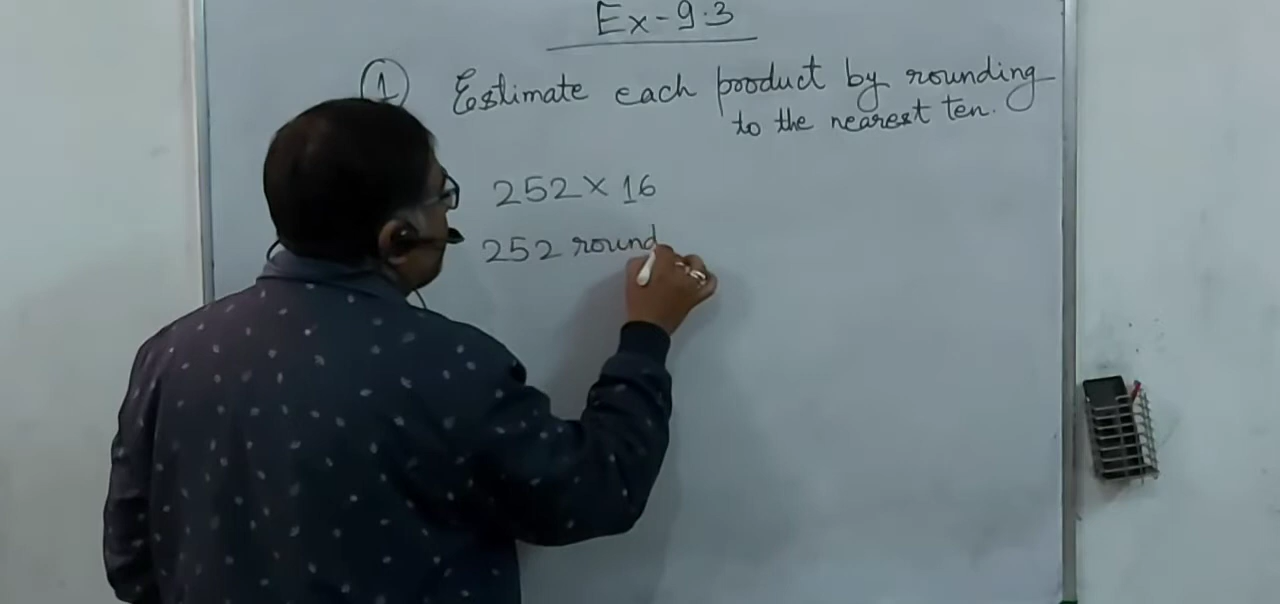 Ex-9.3
1 Estimate each product by rounding
to the nearest ten.
252 × 16
252 round